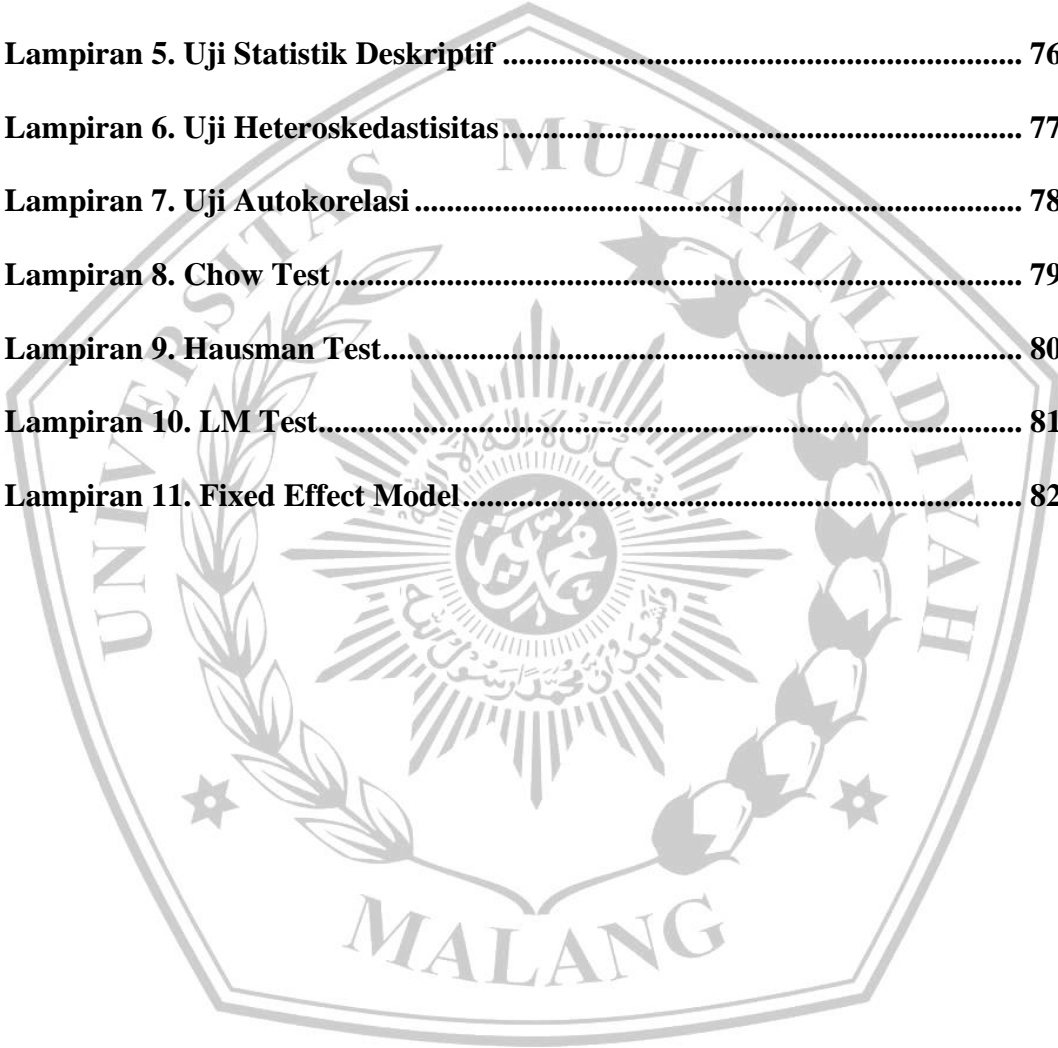 Lampiran 5. Uji Statistik Deskriptif ................................................................................. 76
Lampiran 6. Uji Heteroskedastisitas ................................................................................ 77
Lampiran 7. Uji Autokorelasi ............................................................................................ 78
Lampiran 8. Chow Test ...................................................................................................... 79
Lampiran 9. Hausman Test ................................................................................................ 80
Lampiran 10. LM Test ........................................................................................................ 81
Lampiran 11. Fixed Effect Model ...................................................................................... 82
UNIVERSITAS MUHAMMADIYAH
MALANG